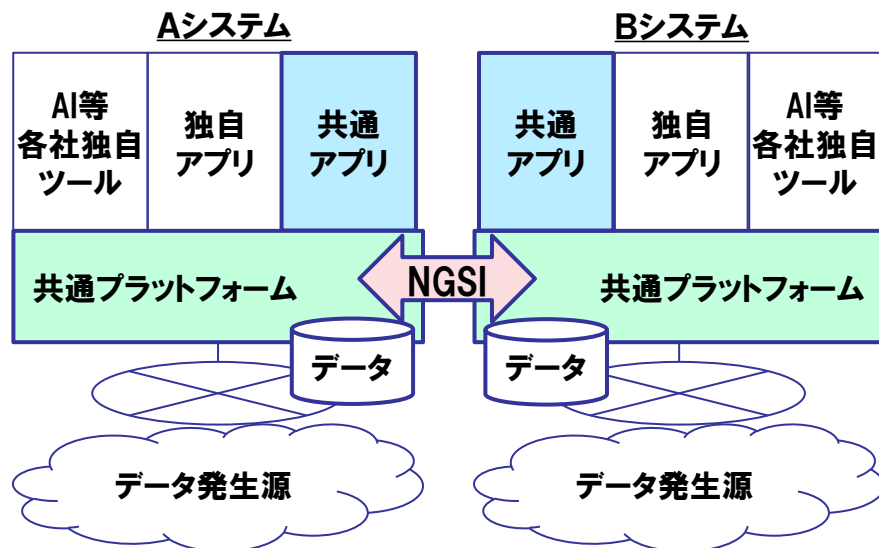 Aシステム
AI等
各社独自
ツール
独自
アプリ
共通
アプリ
共通プラットフォーム
データ
データ発生源
NGSI
Bシステム
共通
アプリ
独自
アプリ
AI等
各社独自
ツール
共通プラットフォーム
データ
データ発生源